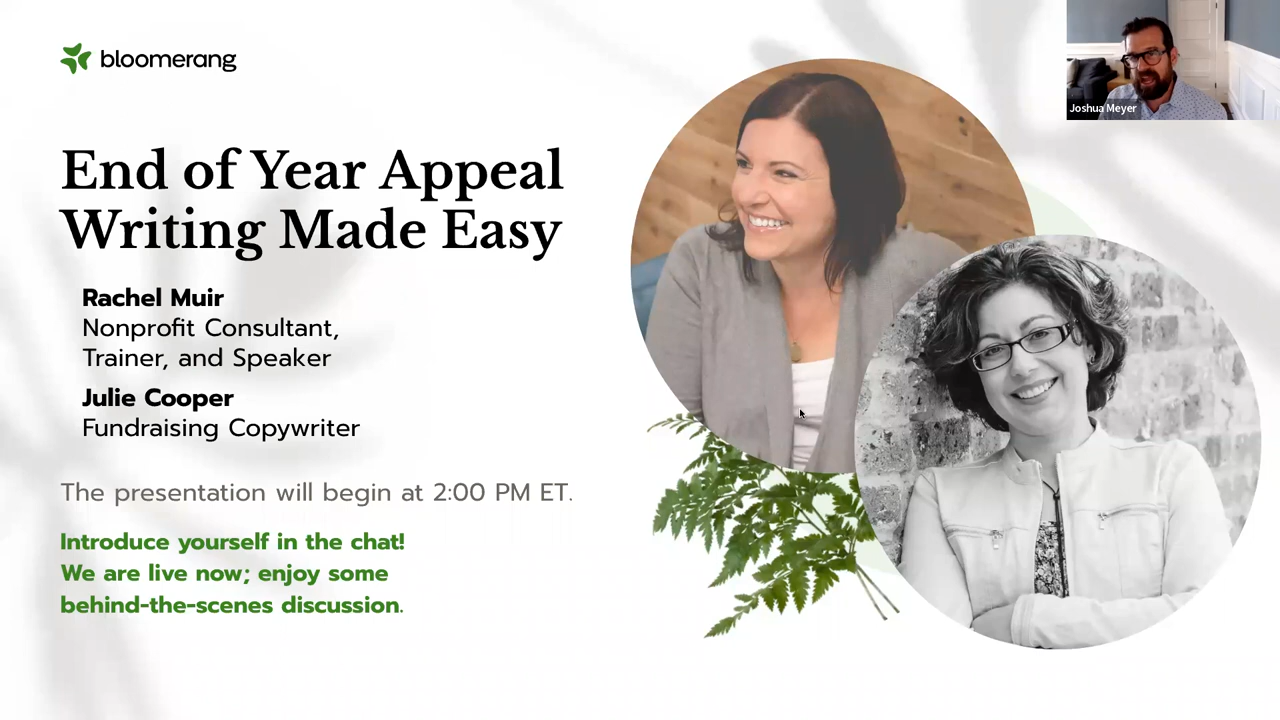 bloomerang
Joshua Meyer
End of Year Appeal
Writing Made Easy
Rachel Muir
Nonprofit Consultant,
Trainer, and Speaker
Julie Cooper
Fundraising Copywriter
The presentation will begin at 2:00 PM ET.
Introduce yourself in the chat!
We are live now; enjoy some
behind-the-scenes discussion.